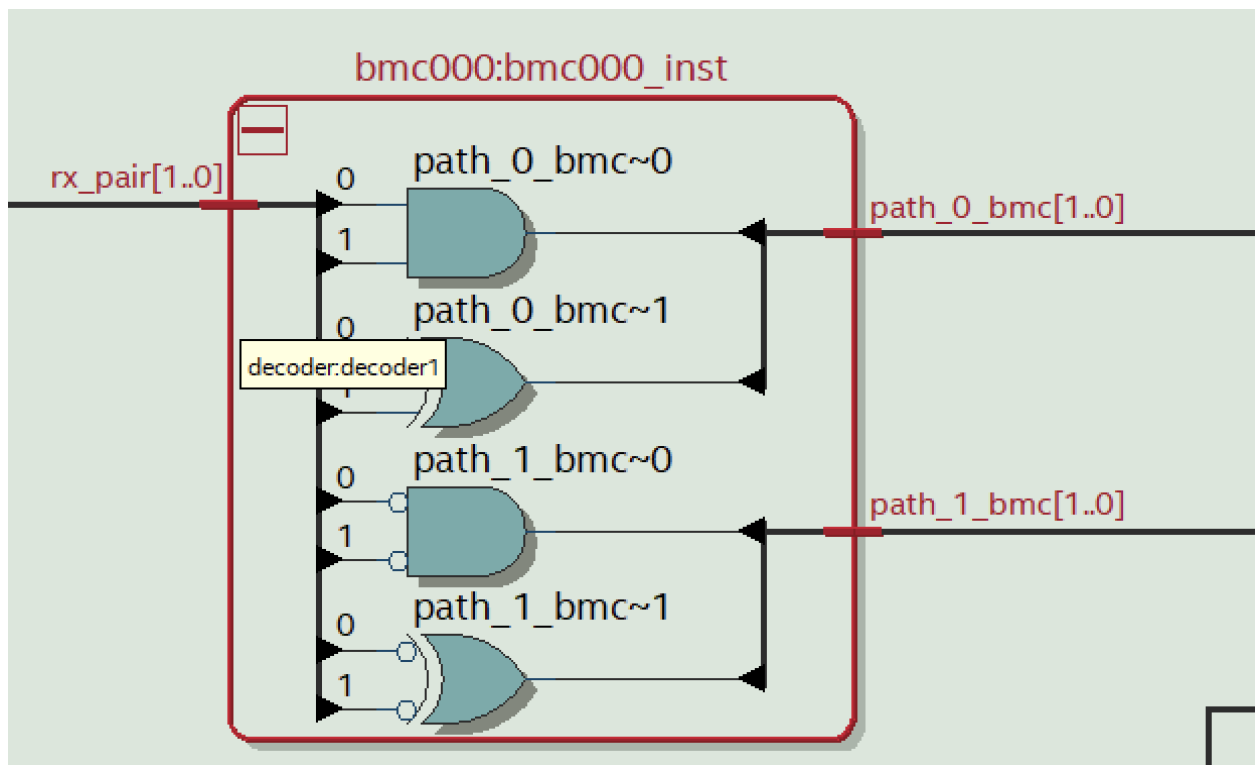 bmc000:bmc000_inst
rx_pair[1..0]
0
path_0_bmc~0
path_0_bmc[1..0]
1
path_0_bmc~1
0
decoder:decoder1
path_1_bmc~0
0
path_1_bmc[1..0]
1
path_1_bmc~1
0
1